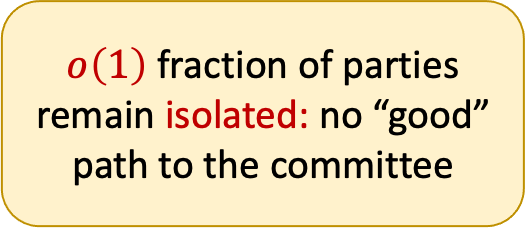 o(1) fraction of parties
remain isolated: no “good”
path to the committee